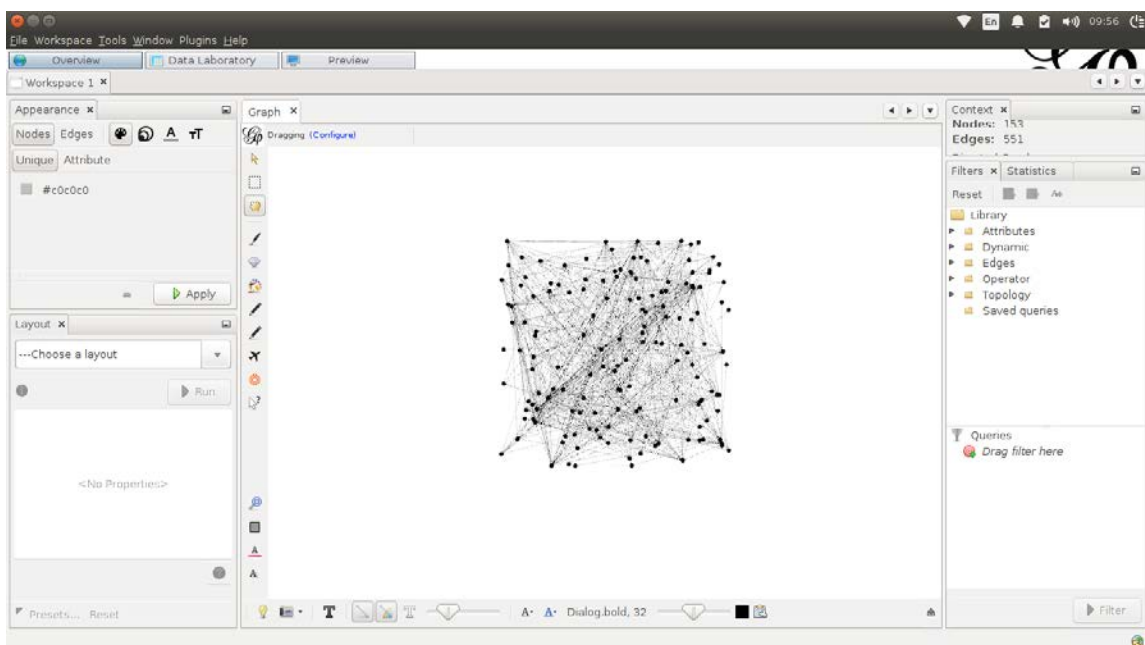 En 09:56
File Workspace Tools Window Plugins Help
Overview Data Laboratory Preview
Workspace 1 ×
Appearance ×
Nodes Edges A TT
Unique Attribute
#c0c0c0
Apply
Layout ×
---Choose a layout
Run
<No Properties>
Presets... Reset
Graph ×
Dragging (Configure)
A
A
T T A- A- Dialog.bold, 32
Context ×
Nodes: 153
Edges: 551
Filters × Statistics
Reset
Library
Attributes
Dynamic
Edges
Operator
Topology
Saved queries
Queries
Drag filter here
Filter